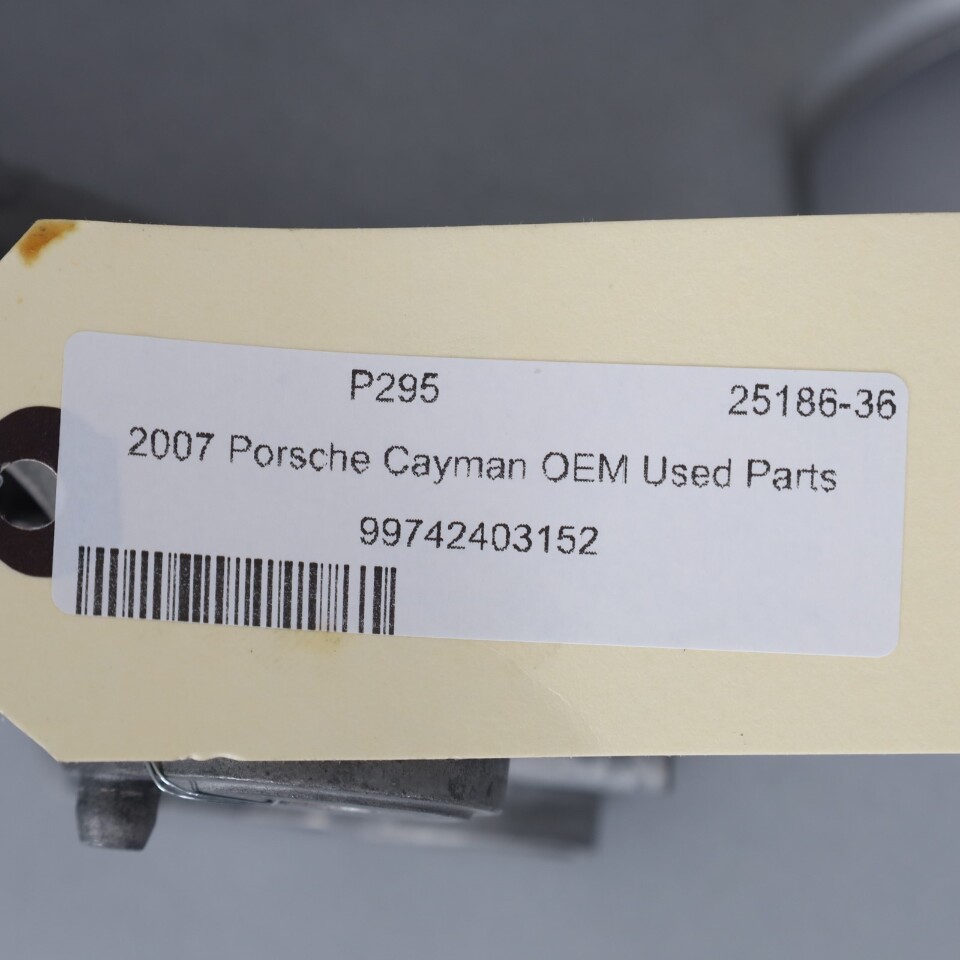 P295 25186-36
2007 Porsche Cayman OEM Used Parts
99742403152